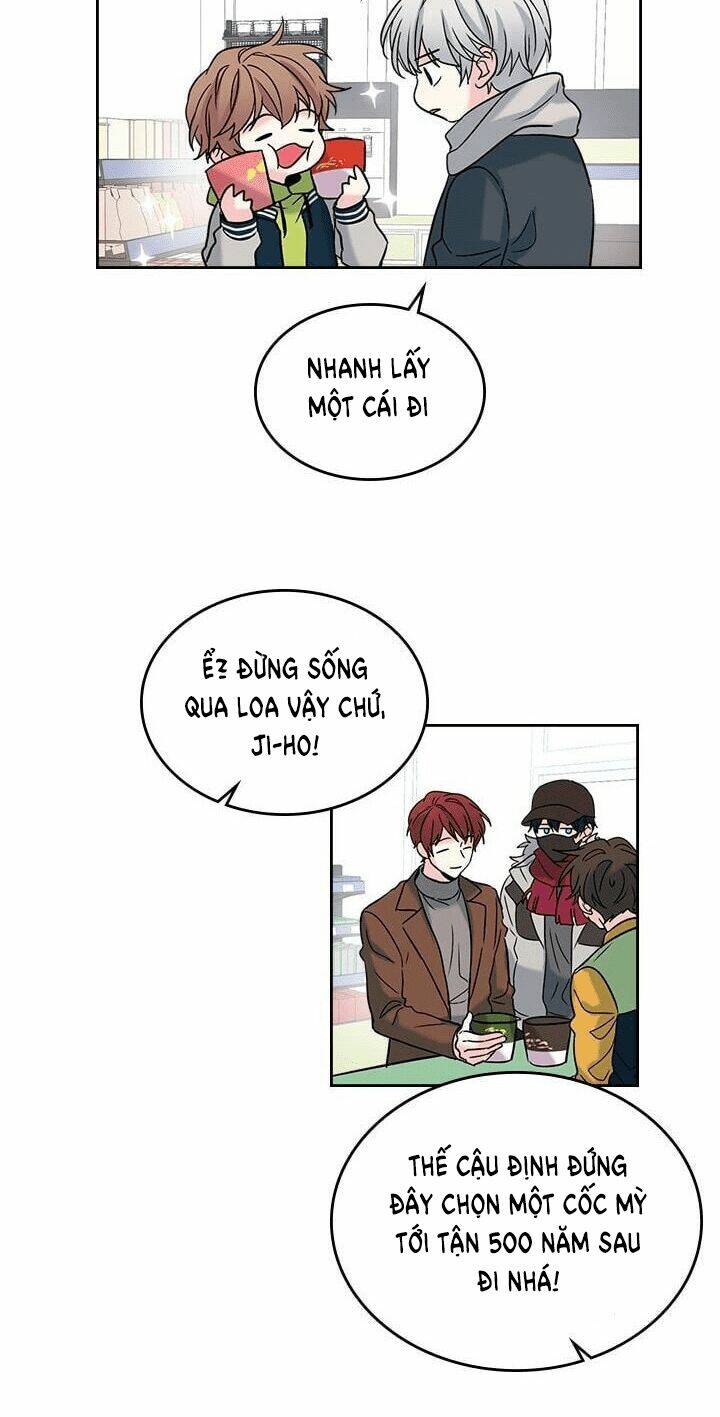 NHANH LẤY
MỘT CÁI ĐI
Ể? ĐỪNG SỐNG
QUA LOA VẬY CHỨ,
JI-HO!
THẾ CẬU ĐỊNH ĐỨNG
ĐÂY CHỌN MỘT CỐC MỲ
TỚI TẬN 500 NĂM SAU
ĐI NHÁ!